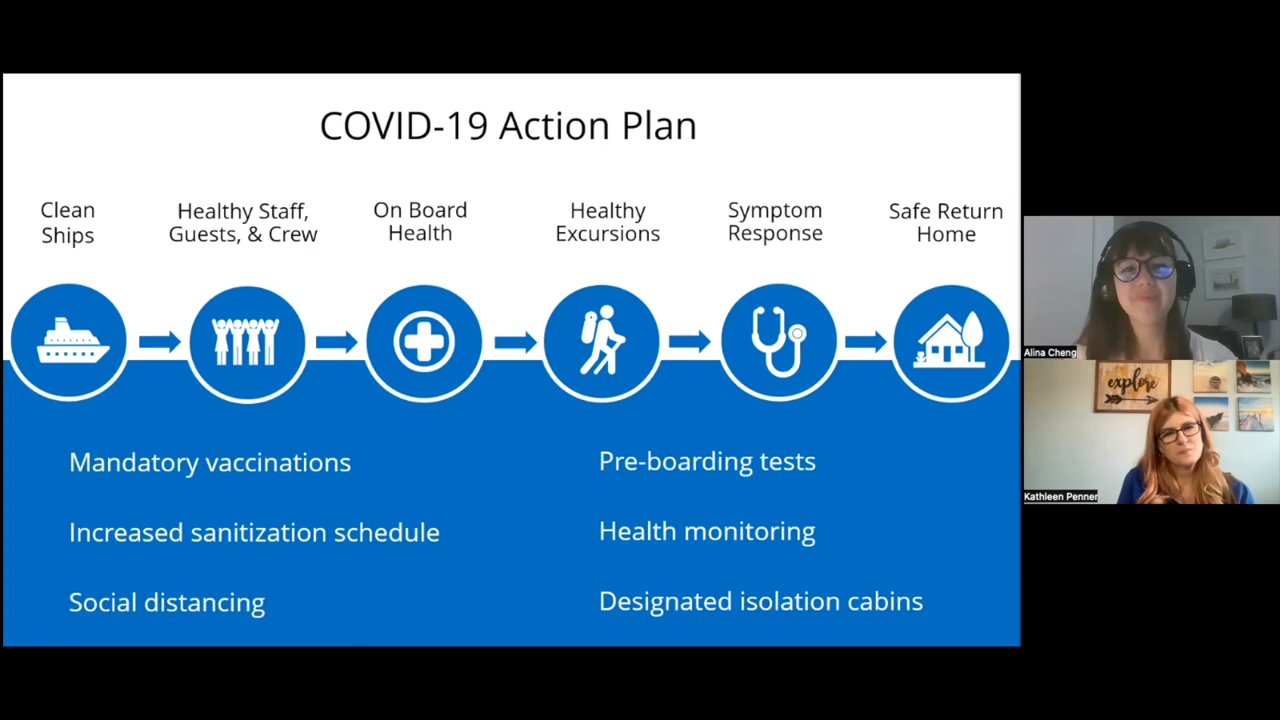 COVID-19 Action Plan
Clean
Ships
Healthy Staff,
Guests, & Crew
On Board
Health
Healthy
Excursions
Symptom
Response
Safe Return
Home
Mandatory vaccinations
Increased sanitization schedule
Social distancing
Pre-boarding tests
Health monitoring
Designated isolation cabins
Alina Cheng
explore
Kathleen Penner